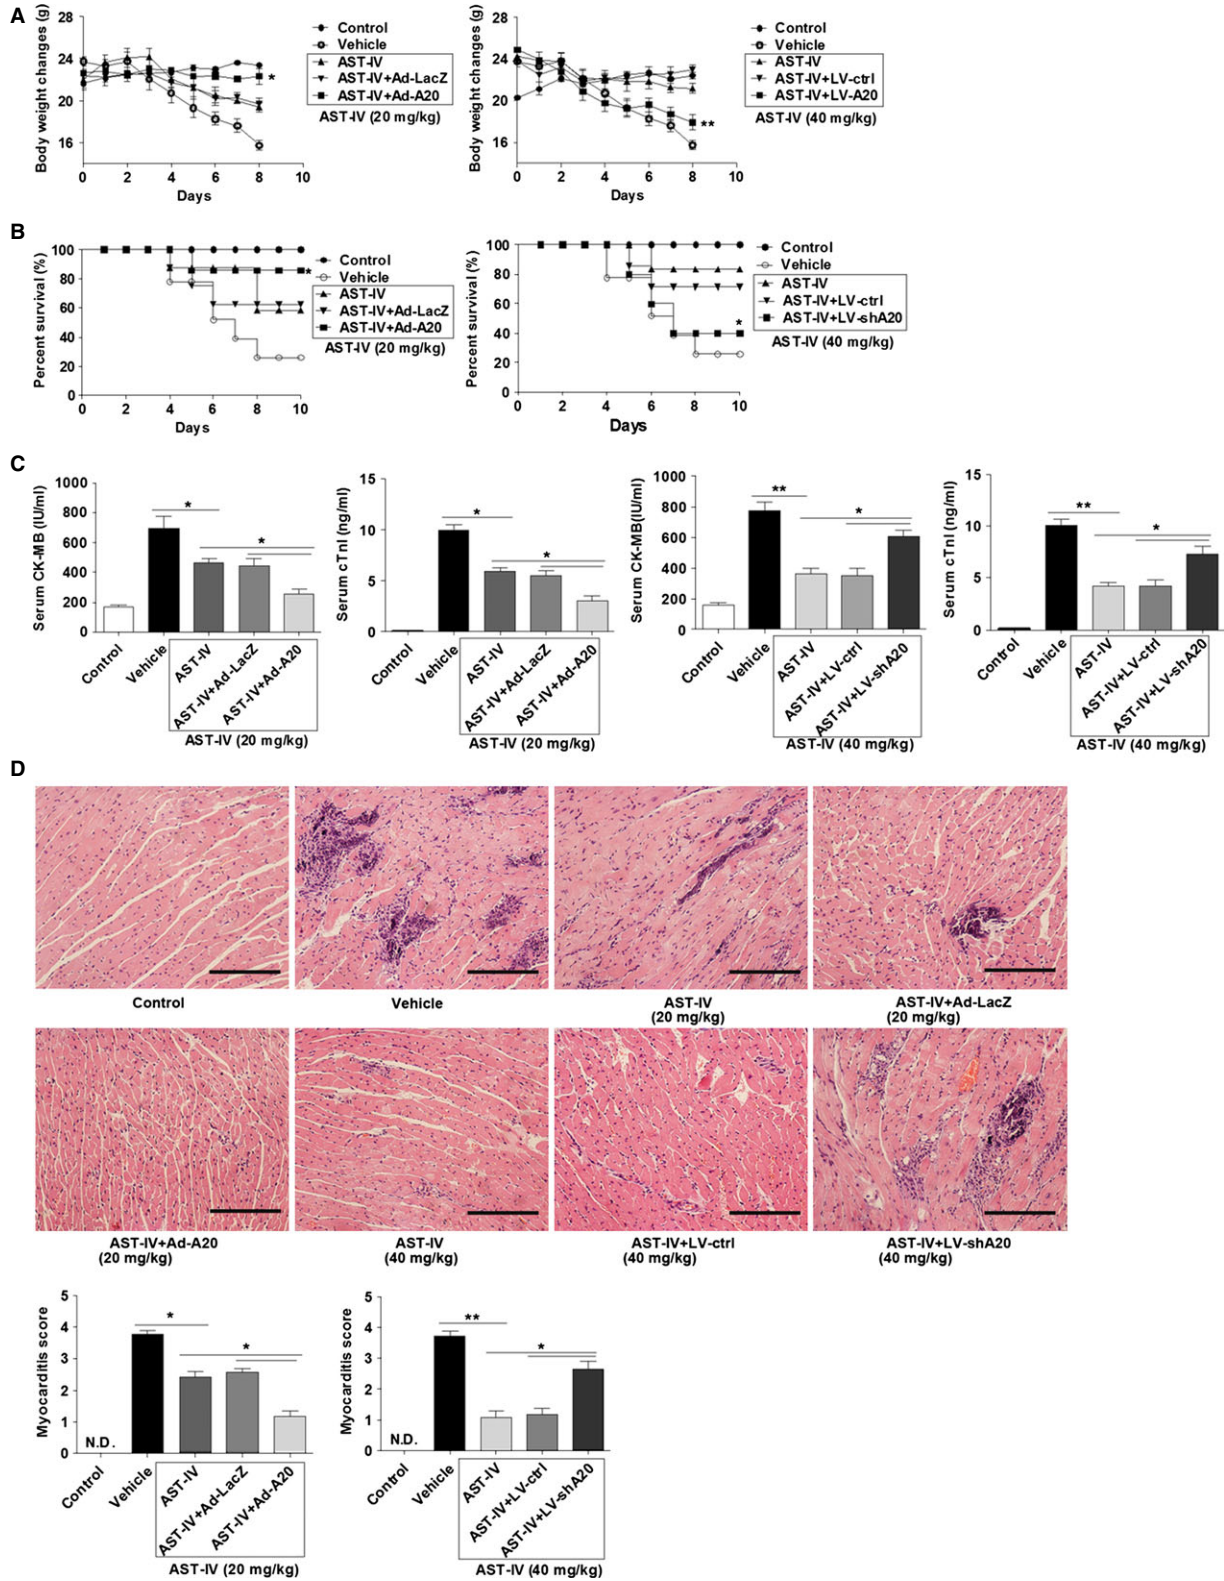 A
Body weight changes (g)
28
24
20
16
0 2 4 6 8 10
Days
*
Control
Vehicle
AST-IV
AST-IV+Ad-LacZ
AST-IV+Ad-A20
AST-IV (20 mg/kg)
Body weight changes (g)
28
24
20
16
0 2 4 6 8 10
Days
**
Control
Vehicle
AST-IV
AST-IV+LV-ctrl
AST-IV+LV-A20
AST-IV (40 mg/kg)
B
Percent survival (%)
100
80
60
40
20
0
0 2 4 6 8 10
Days
*
Control
Vehicle
AST-IV
AST-IV+Ad-LacZ
AST-IV+Ad-A20
AST-IV (20 mg/kg)
Percent survival (%)
100
80
60
40
20
0
0 2 4 6 8 10
Days
*
Control
Vehicle
AST-IV
AST-IV+LV-ctrl
AST-IV+LV-shA20
AST-IV (40 mg/kg)
C
Serum CK-MB (IU/ml)
1000
800
600
400
200
0
*
*
Control
Vehicle
AST-IV
AST-IV+Ad-LacZ
AST-IV+Ad-A20
AST-IV (20 mg/kg)
Serum cTnI (ng/ml)
15
10
5
0
*
*
Control
Vehicle
AST-IV
AST-IV+Ad-LacZ
AST-IV+Ad-A20
AST-IV (20 mg/kg)
Serum CK-MB(IU/ml)
1000
800
600
400
200
0
**
*
Control
Vehicle
AST-IV
AST-IV+LV-ctrl
AST-IV+LV-shA20
AST-IV (40 mg/kg)
Serum cTnI (ng/ml)
15
10
5
0
**
*
Control
Vehicle
AST-IV
AST-IV+LV-ctrl
AST-IV+LV-shA20
AST-IV (40 mg/kg)
D
Control
Vehicle
AST-IV
(20 mg/kg)
AST-IV+Ad-LacZ
(20 mg/kg)
AST-IV+Ad-A20
(20 mg/kg)
AST-IV
(40 mg/kg)
AST-IV+LV-ctrl
(40 mg/kg)
AST-IV+LV-shA20
(40 mg/kg)
Myocarditis score
5
4
3
2
1
0
*
*
N.D.
Control
Vehicle
AST-IV
AST-IV+Ad-LacZ
AST-IV+Ad-A20
AST-IV (20 mg/kg)
Myocarditis score
5
4
3
2
1
0
**
*
N.D.
Control
Vehicle
AST-IV
AST-IV+LV-ctrl
AST-IV+LV-shA20
AST-IV (40 mg/kg)